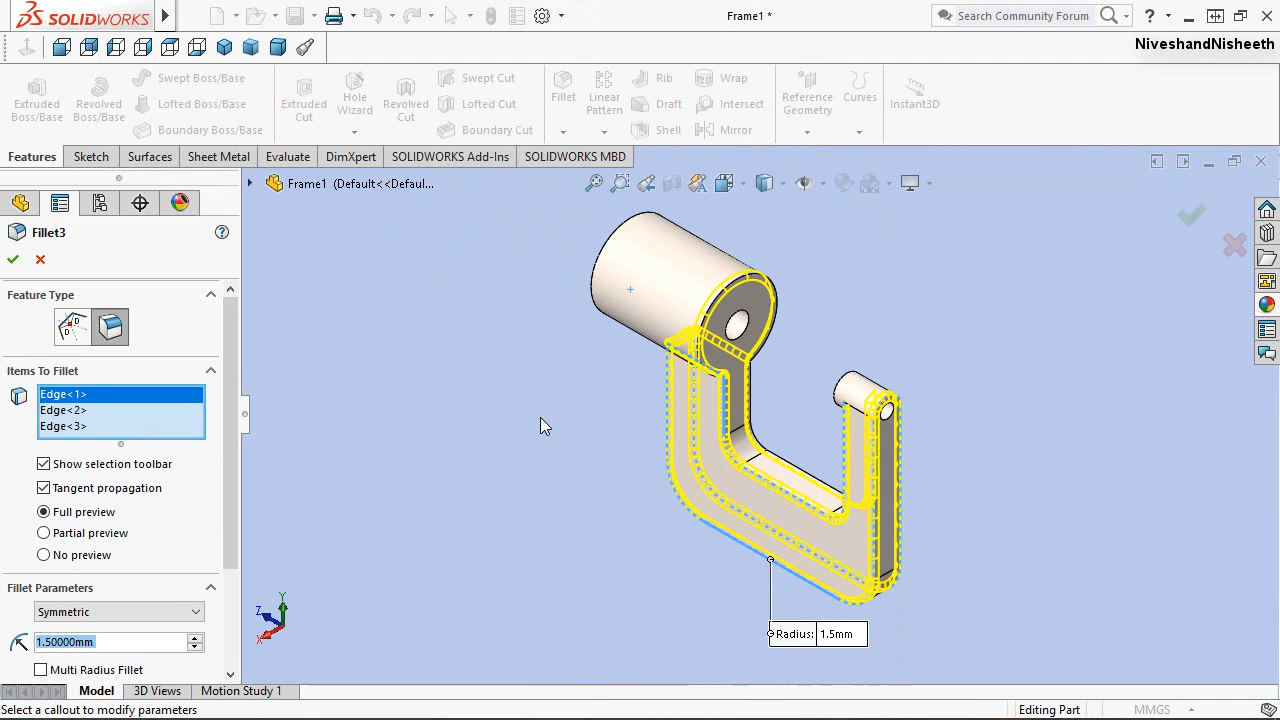 SOLIDWORKS
Frame1 *
Search Community Forum
?
NiveshandNisheeth
Extruded Boss/Base
Revolved Boss/Base
Swept Boss/Base
Lofted Boss/Base
Boundary Boss/Base
Extruded Cut
Hole Wizard
Revolved Cut
Swept Cut
Lofted Cut
Boundary Cut
Fillet
Linear Pattern
Rib
Draft
Shell
Wrap
Intersect
Mirror
Reference Geometry
Curves
Instant3D
Features
Sketch
Surfaces
Sheet Metal
Evaluate
DimXpert
SOLIDWORKS Add-Ins
SOLIDWORKS MBD
Frame1 (Default<<Defaul...
Fillet3
?
Feature Type
Items To Fillet
Edge<1>
Edge<2>
Edge<3>
Show selection toolbar
Tangent propagation
Full preview
Partial preview
No preview
Fillet Parameters
Symmetric
1.50000mm
Multi Radius Fillet
Y
Z
X
Radius: 1.5mm
Model
3D Views
Motion Study 1
Select a callout to modify parameters
Editing Part
MMGS